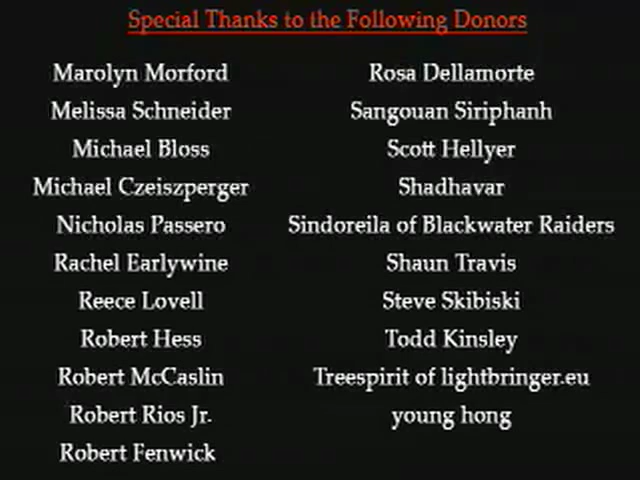 Special Thanks to the Following Donors
Marolyn Morford
Melissa Schneider
Michael Bloss
Michael Czeiszperger
Nicholas Passero
Rachel Earlywine
Reece Lovell
Robert Hess
Robert McCaslin
Robert Rios Jr.
Robert Fenwick
Rosa Dellamorte
Sangouan Siriphanh
Scott Hellyer
Shadhavar
Sindoreila of Blackwater Raiders
Shaun Travis
Steve Skibiski
Todd Kinsley
Treespirit of lightbringer.eu
young hong